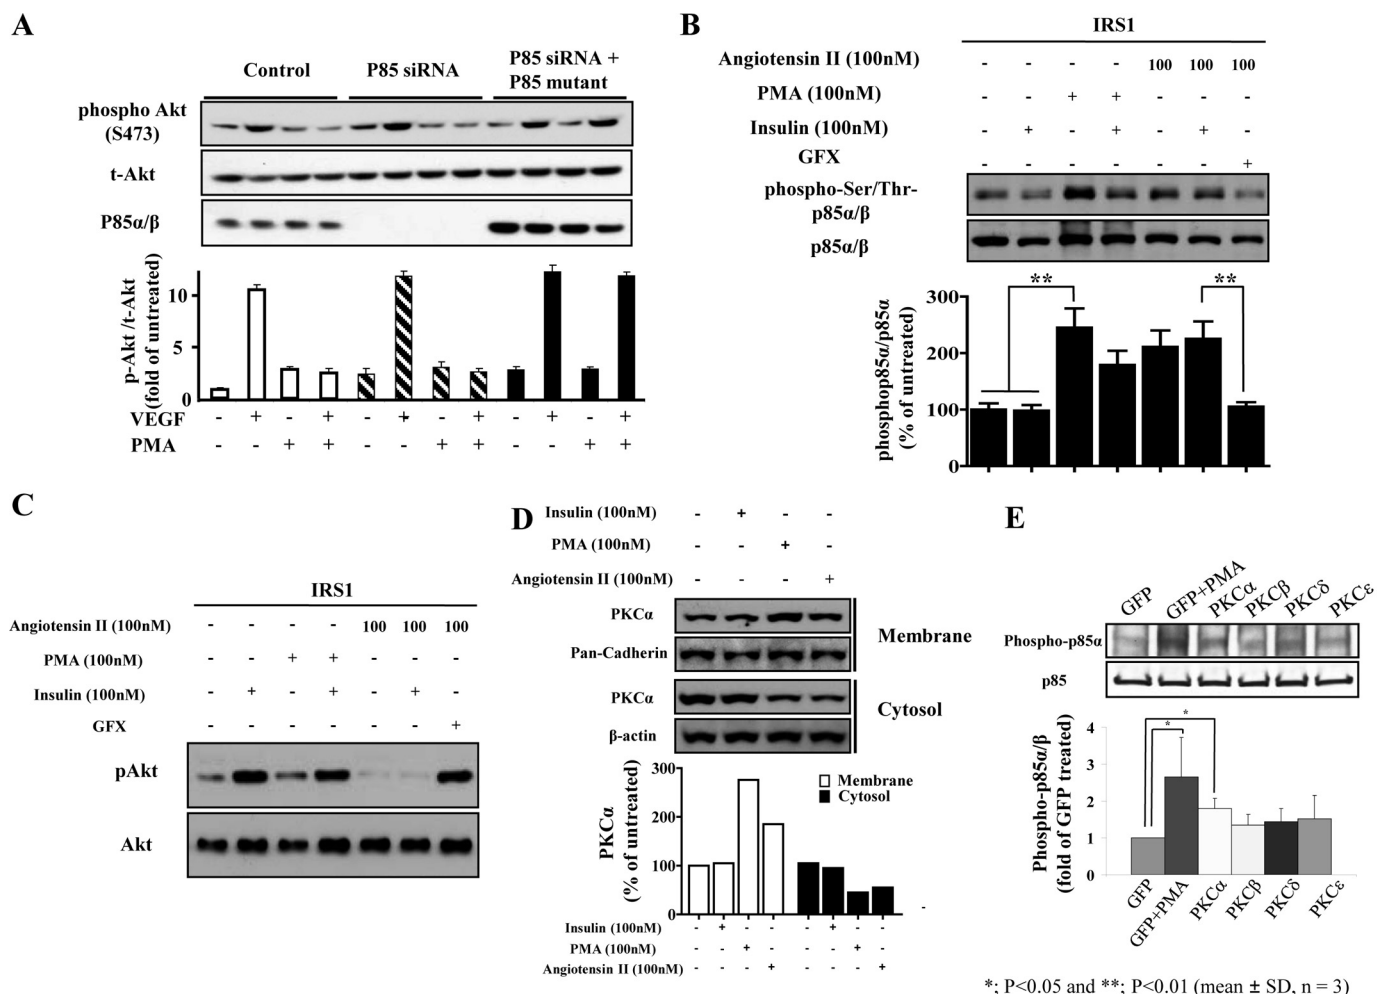 A
Control P85 siRNA P85 siRNA +
P85 mutant
phospho Akt
(S473)
t-Akt
P85α/β
p-Akt /t-Akt
(fold of untreated)
10
5
0
VEGF - + - + - + - + - + - +
PMA - - + + - - + + - - + +
B
IRS1
Angiotensin II (100nM) - - - - 100 100 100
PMA (100nM) - - + + - - -
Insulin (100nM) - + - + - + -
GFX - - - - - - +
phospho-Ser/Thr-
p85α/β
p85α/β
phosphop85α/p85α
(% of untreated)
300
200
100
0
** **
C
IRS1
Angiotensin II (100nM) - - - - 100 100 100
PMA (100nM) - - + + - - -
Insulin (100nM) - + - + - + -
GFX - - - - - - +
pAkt
Akt
D
Insulin (100nM) - + - -
PMA (100nM) - - + -
Angiotensin II (100nM) - - - +
PKCα
Pan-Cadherin
Membrane
PKCα
β-actin
Cytosol
PKCα
(% of untreated)
300
200
100
0
Membrane
Cytosol
Insulin (100nM) - + - - - + - -
PMA (100nM) - - + - - - + -
Angiotensin II (100nM) - - - + - - - +
-
E
GFP GFP+PMA PKCα PKCβ PKCδ PKCε
Phospho-p85α
p85
Phospho-p85α/β
(fold of GFP treated)
4
3
2
1
0
* *
GFP GFP+PMA PKCα PKCβ PKCδ PKCε
*; P<0.05 and **; P<0.01 (mean ± SD, n = 3)